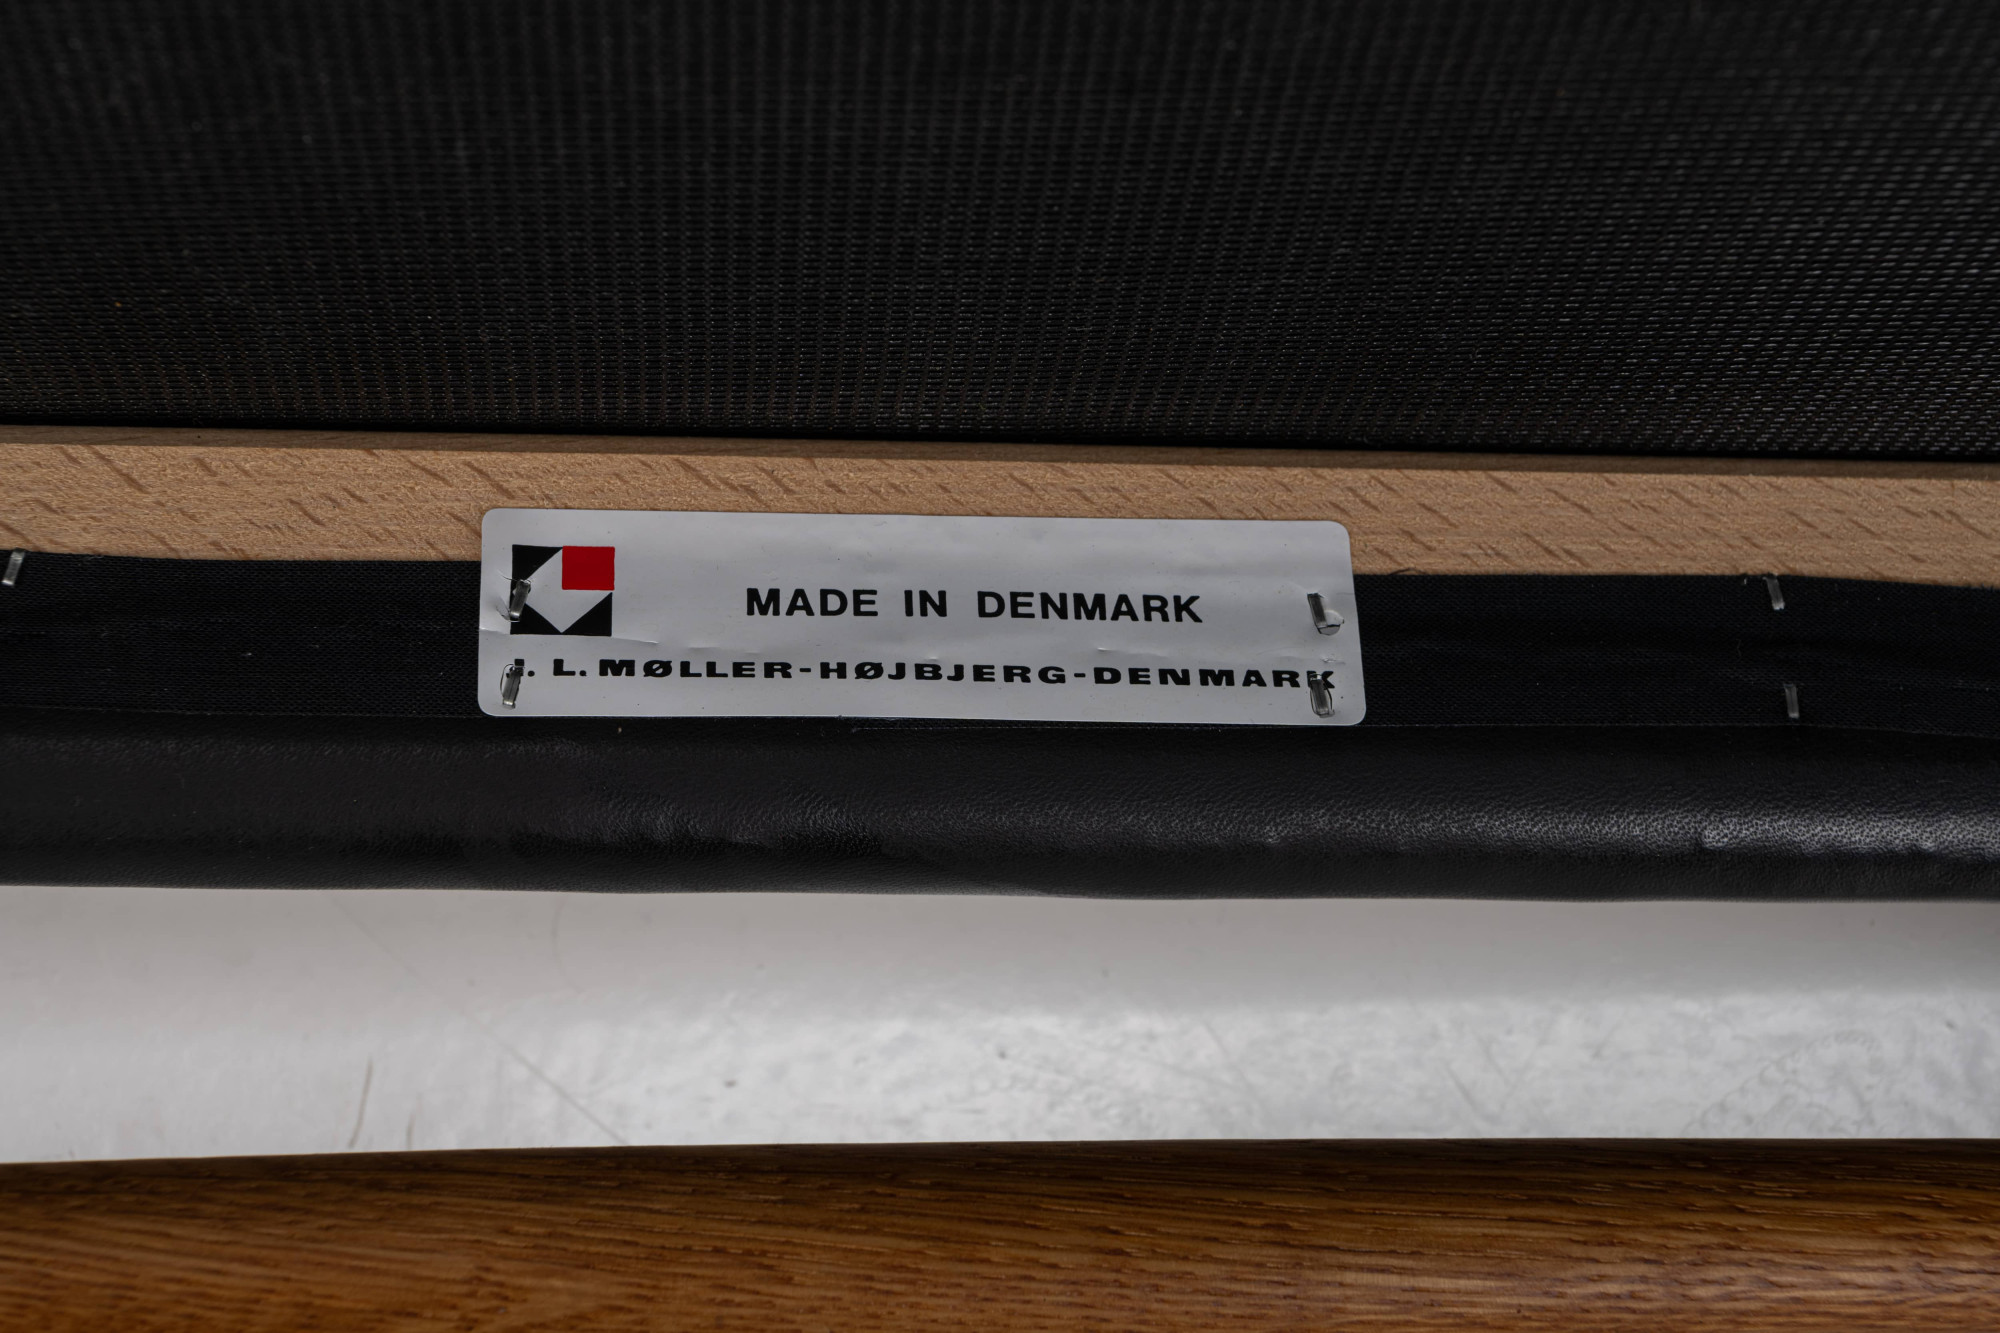 MADE IN DENMARK
J. L. MØLLER-HØJBJERG-DENMARK